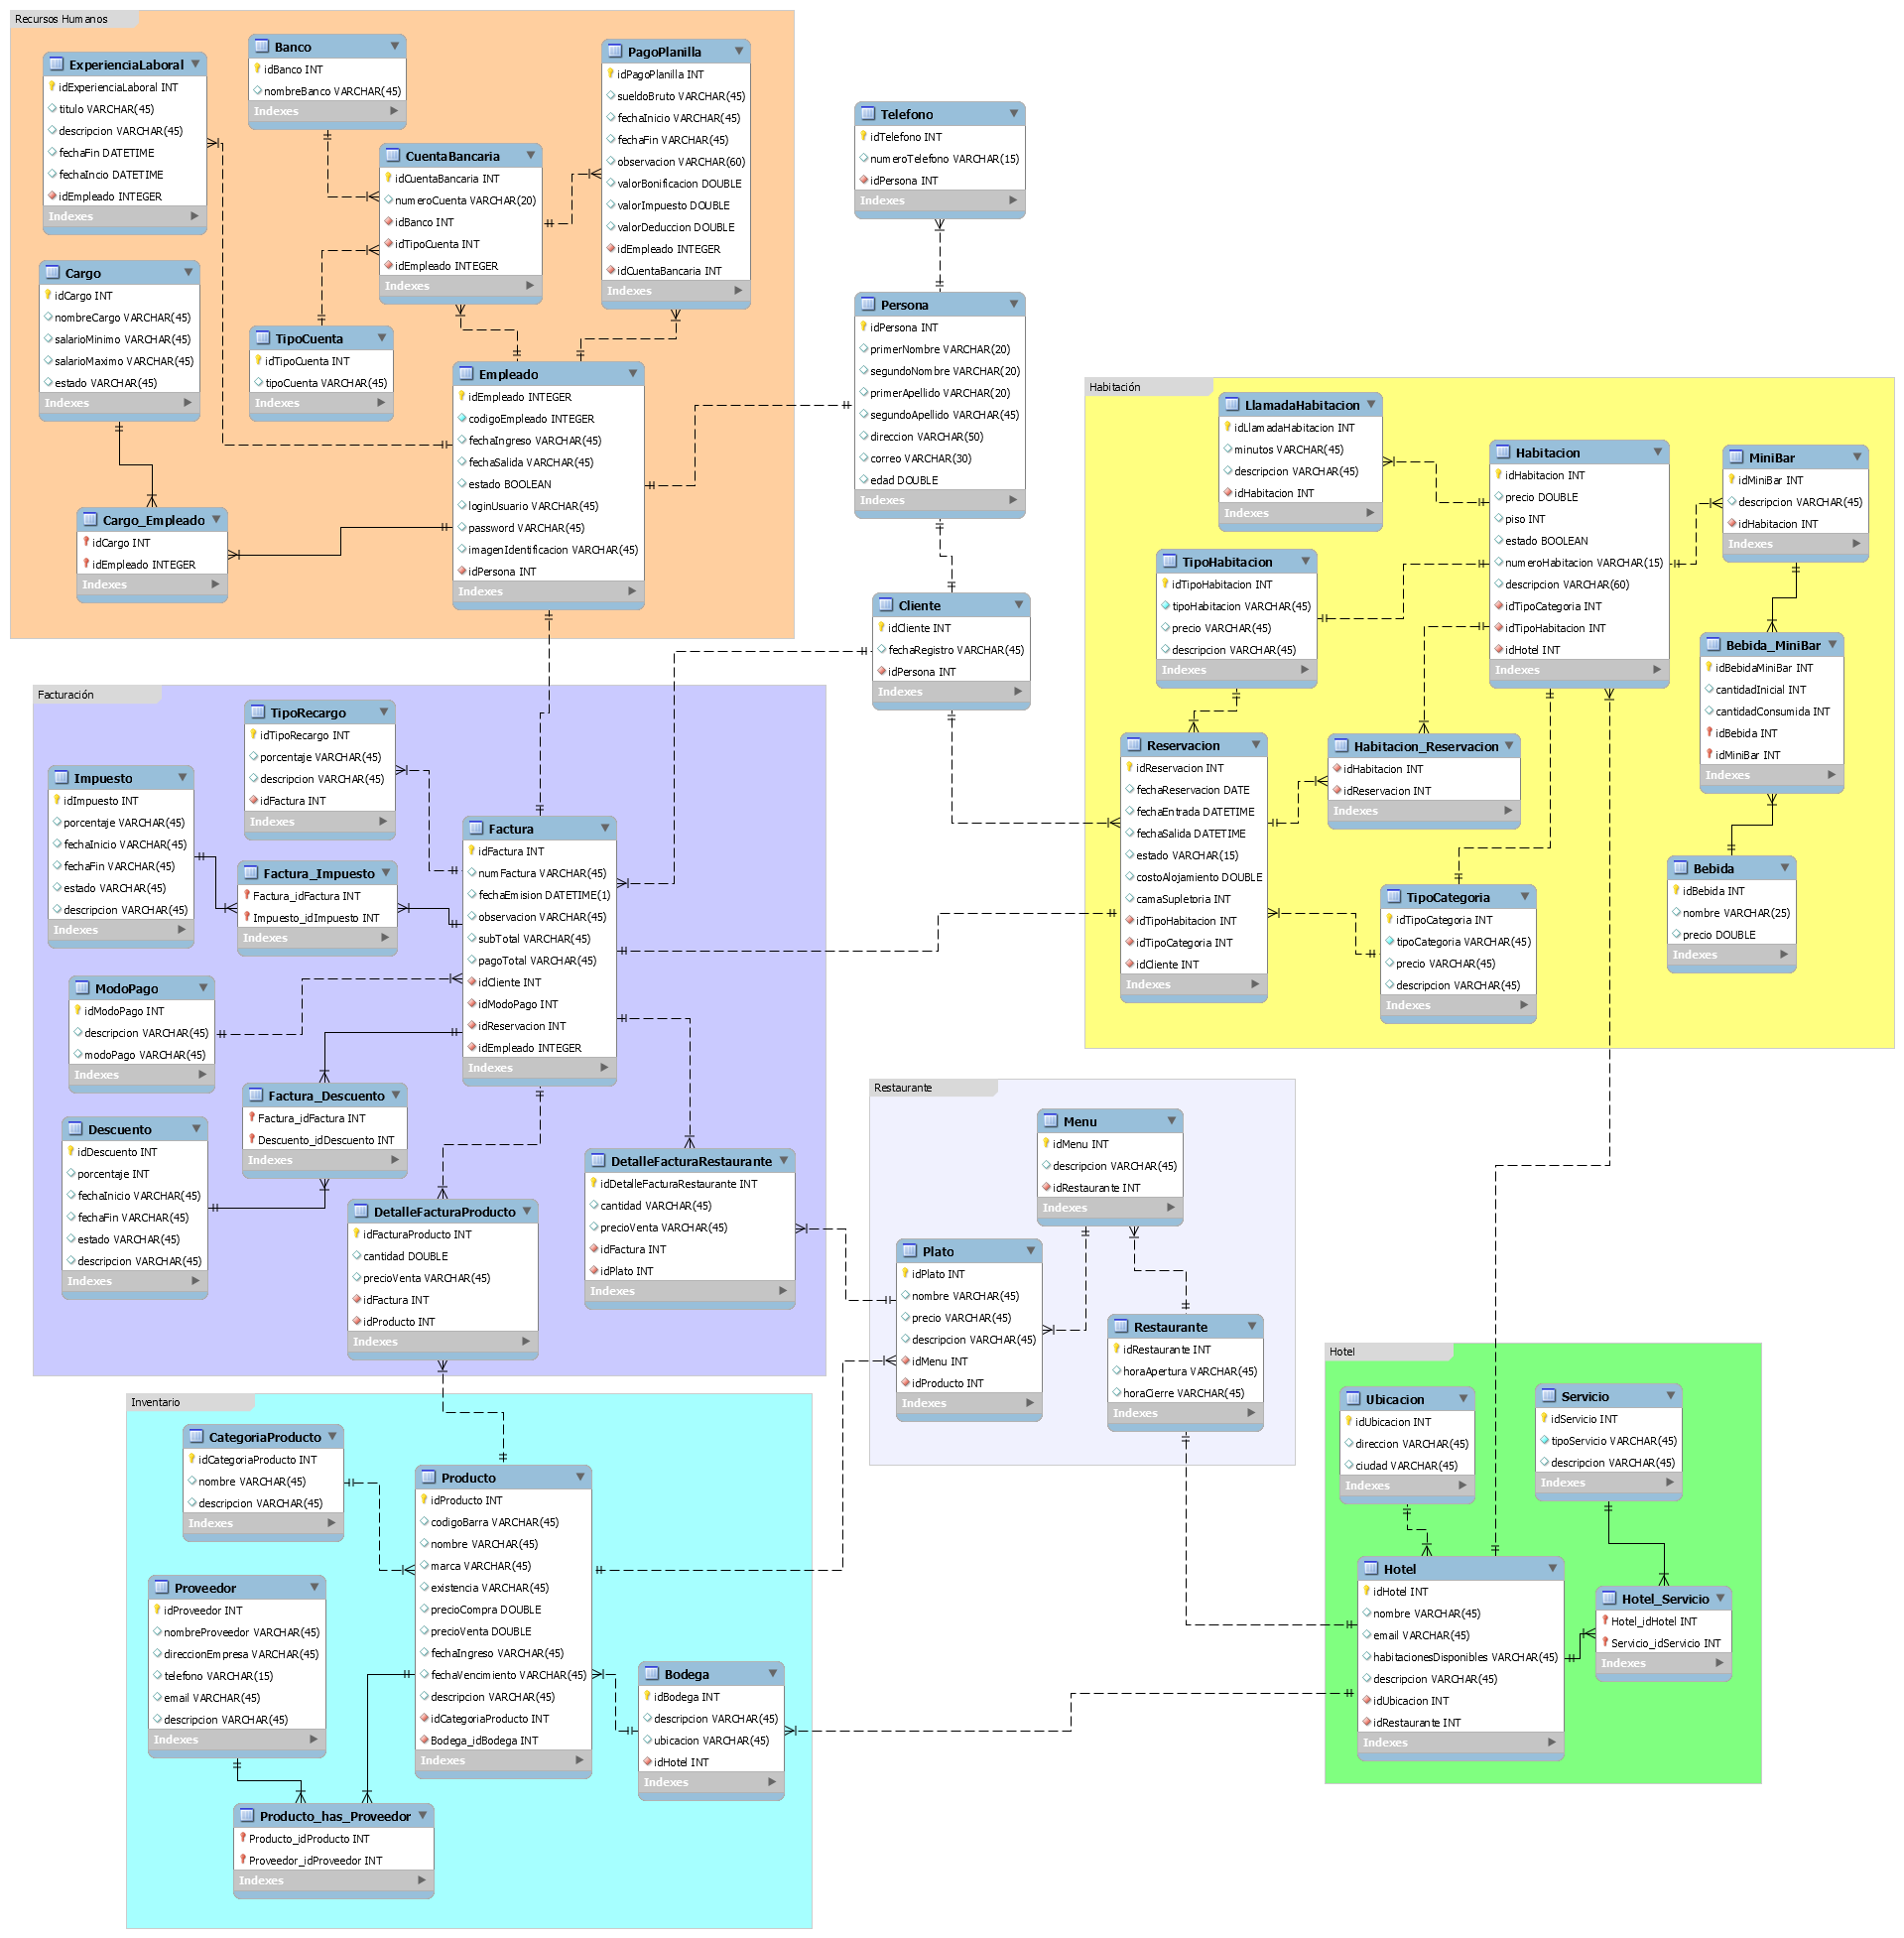 Recursos Humanos
ExperienciaLaboral
idExperienciaLaboral INT
titulo VARCHAR(45)
descripcion VARCHAR(45)
fechaFin DATETIME
fechaIncio DATETIME
idEmpleado INTEGER
Indexes
Banco
idBanco INT
nombreBanco VARCHAR(45)
Indexes
PagoPlanilla
idPagoPlanilla INT
sueldoBruto VARCHAR(45)
fechaInicio VARCHAR(45)
fechaFin VARCHAR(45)
observacion VARCHAR(60)
valorBonificacion DOUBLE
valorImpuesto DOUBLE
valorDeduccion DOUBLE
idEmpleado INTEGER
idCuentaBancaria INT
Indexes
CuentaBancaria
idCuentaBancaria INT
numeroCuenta VARCHAR(20)
idBanco INT
idTipoCuenta INT
idEmpleado INTEGER
Indexes
Cargo
idCargo INT
nombreCargo VARCHAR(45)
salarioMinimo VARCHAR(45)
salarioMaximo VARCHAR(45)
estado VARCHAR(45)
Indexes
TipoCuenta
idTipoCuenta INT
tipoCuenta VARCHAR(45)
Indexes
Empleado
idEmpleado INTEGER
codigoEmpleado INTEGER
fechaIngreso VARCHAR(45)
fechaSalida VARCHAR(45)
estado BOOLEAN
loginUsuario VARCHAR(45)
password VARCHAR(45)
imagenIdentificacion VARCHAR(45)
idPersona INT
Indexes
Cargo_Empleado
idCargo INT
idEmpleado INTEGER
Indexes
Telefono
idTelefono INT
numeroTelefono VARCHAR(15)
idPersona INT
Indexes
Persona
idPersona INT
primerNombre VARCHAR(20)
segundoNombre VARCHAR(20)
primerApellido VARCHAR(20)
segundoApellido VARCHAR(45)
direccion VARCHAR(50)
correo VARCHAR(30)
edad DOUBLE
Indexes
Cliente
idCliente INT
fechaRegistro VARCHAR(45)
idPersona INT
Indexes
Habitación
LlamadaHabitacion
idLlamadaHabitacion INT
minutos VARCHAR(45)
descripcion VARCHAR(45)
idHabitacion INT
Indexes
Habitacion
idHabitacion INT
precio DOUBLE
piso INT
estado BOOLEAN
numeroHabitacion VARCHAR(15)
descripcion VARCHAR(60)
idTipoCategoria INT
idTipoHabitacion INT
idHotel INT
Indexes
MiniBar
idMiniBar INT
descripcion VARCHAR(45)
idHabitacion INT
Indexes
TipoHabitacion
idTipoHabitacion INT
tipoHabitacion VARCHAR(45)
precio VARCHAR(45)
descripcion VARCHAR(45)
Indexes
Bebida_MiniBar
idBebidaMiniBar INT
cantidadInicial INT
cantidadConsumida INT
idBebida INT
idMiniBar INT
Indexes
Reservacion
idReservacion INT
fechaReservacion DATE
fechaEntrada DATETIME
fechaSalida DATETIME
estado VARCHAR(15)
costoAlojamiento DOUBLE
camaSupletoria INT
idTipoHabitacion INT
idTipoCategoria INT
idCliente INT
Indexes
Habitacion_Reservacion
idHabitacion INT
idReservacion INT
Indexes
TipoCategoria
idTipoCategoria INT
tipoCategoria VARCHAR(45)
precio VARCHAR(45)
descripcion VARCHAR(45)
Indexes
Bebida
idBebida INT
nombre VARCHAR(25)
precio DOUBLE
Indexes
Facturación
TipoRecargo
idTipoRecargo INT
porcentaje VARCHAR(45)
descripcion VARCHAR(45)
idFactura INT
Indexes
Impuesto
idImpuesto INT
porcentaje VARCHAR(45)
fechaInicio VARCHAR(45)
fechaFin VARCHAR(45)
estado VARCHAR(45)
descripcion VARCHAR(45)
Indexes
Factura_Impuesto
Factura_idFactura INT
Impuesto_idImpuesto INT
Indexes
Factura
idFactura INT
numFactura VARCHAR(45)
fechaEmision DATETIME(1)
observacion VARCHAR(45)
subTotal VARCHAR(45)
pagoTotal VARCHAR(45)
idCliente INT
idModoPago INT
idReservacion INT
idEmpleado INTEGER
Indexes
ModoPago
idModoPago INT
descripcion VARCHAR(45)
modoPago VARCHAR(45)
Indexes
Factura_Descuento
Factura_idFactura INT
Descuento_idDescuento INT
Indexes
Descuento
idDescuento INT
porcentaje INT
fechaInicio VARCHAR(45)
fechaFin VARCHAR(45)
estado VARCHAR(45)
descripcion VARCHAR(45)
Indexes
DetalleFacturaProducto
idFacturaProducto INT
cantidad DOUBLE
precioVenta VARCHAR(45)
idFactura INT
idProducto INT
Indexes
DetalleFacturaRestaurante
idDetalleFacturaRestaurante INT
cantidad VARCHAR(45)
precioVenta VARCHAR(45)
idFactura INT
idPlato INT
Indexes
Restaurante
Menu
idMenu INT
descripcion VARCHAR(45)
idRestaurante INT
Indexes
Plato
idPlato INT
nombre VARCHAR(45)
precio VARCHAR(45)
descripcion VARCHAR(45)
idMenu INT
idProducto INT
Indexes
Restaurante
idRestaurante INT
horaApertura VARCHAR(45)
horaCierre VARCHAR(45)
Indexes
Inventario
CategoriaProducto
idCategoriaProducto INT
nombre VARCHAR(45)
descripcion VARCHAR(45)
Indexes
Producto
idProducto INT
codigoBarra VARCHAR(45)
nombre VARCHAR(45)
marca VARCHAR(45)
existencia VARCHAR(45)
precioCompra DOUBLE
precioVenta DOUBLE
fechaIngreso VARCHAR(45)
fechaVencimiento VARCHAR(45)
descripcion VARCHAR(45)
idCategoriaProducto INT
Bodega_idBodega INT
Indexes
Proveedor
idProveedor INT
nombreProveedor VARCHAR(45)
direccionEmpresa VARCHAR(45)
telefono VARCHAR(15)
email VARCHAR(45)
descripcion VARCHAR(45)
Indexes
Bodega
idBodega INT
descripcion VARCHAR(45)
ubicacion VARCHAR(45)
idHotel INT
Indexes
Producto_has_Proveedor
Producto_idProducto INT
Proveedor_idProveedor INT
Indexes
Hotel
Ubicacion
idUbicacion INT
direccion VARCHAR(45)
ciudad VARCHAR(45)
Indexes
Servicio
idServicio INT
tipoServicio VARCHAR(45)
descripcion VARCHAR(45)
Indexes
Hotel
idHotel INT
nombre VARCHAR(45)
email VARCHAR(45)
habitacionesDisponibles VARCHAR(45)
descripcion VARCHAR(45)
idUbicacion INT
idRestaurante INT
Indexes
Hotel_Servicio
Hotel_idHotel INT
Servicio_idServicio INT
Indexes